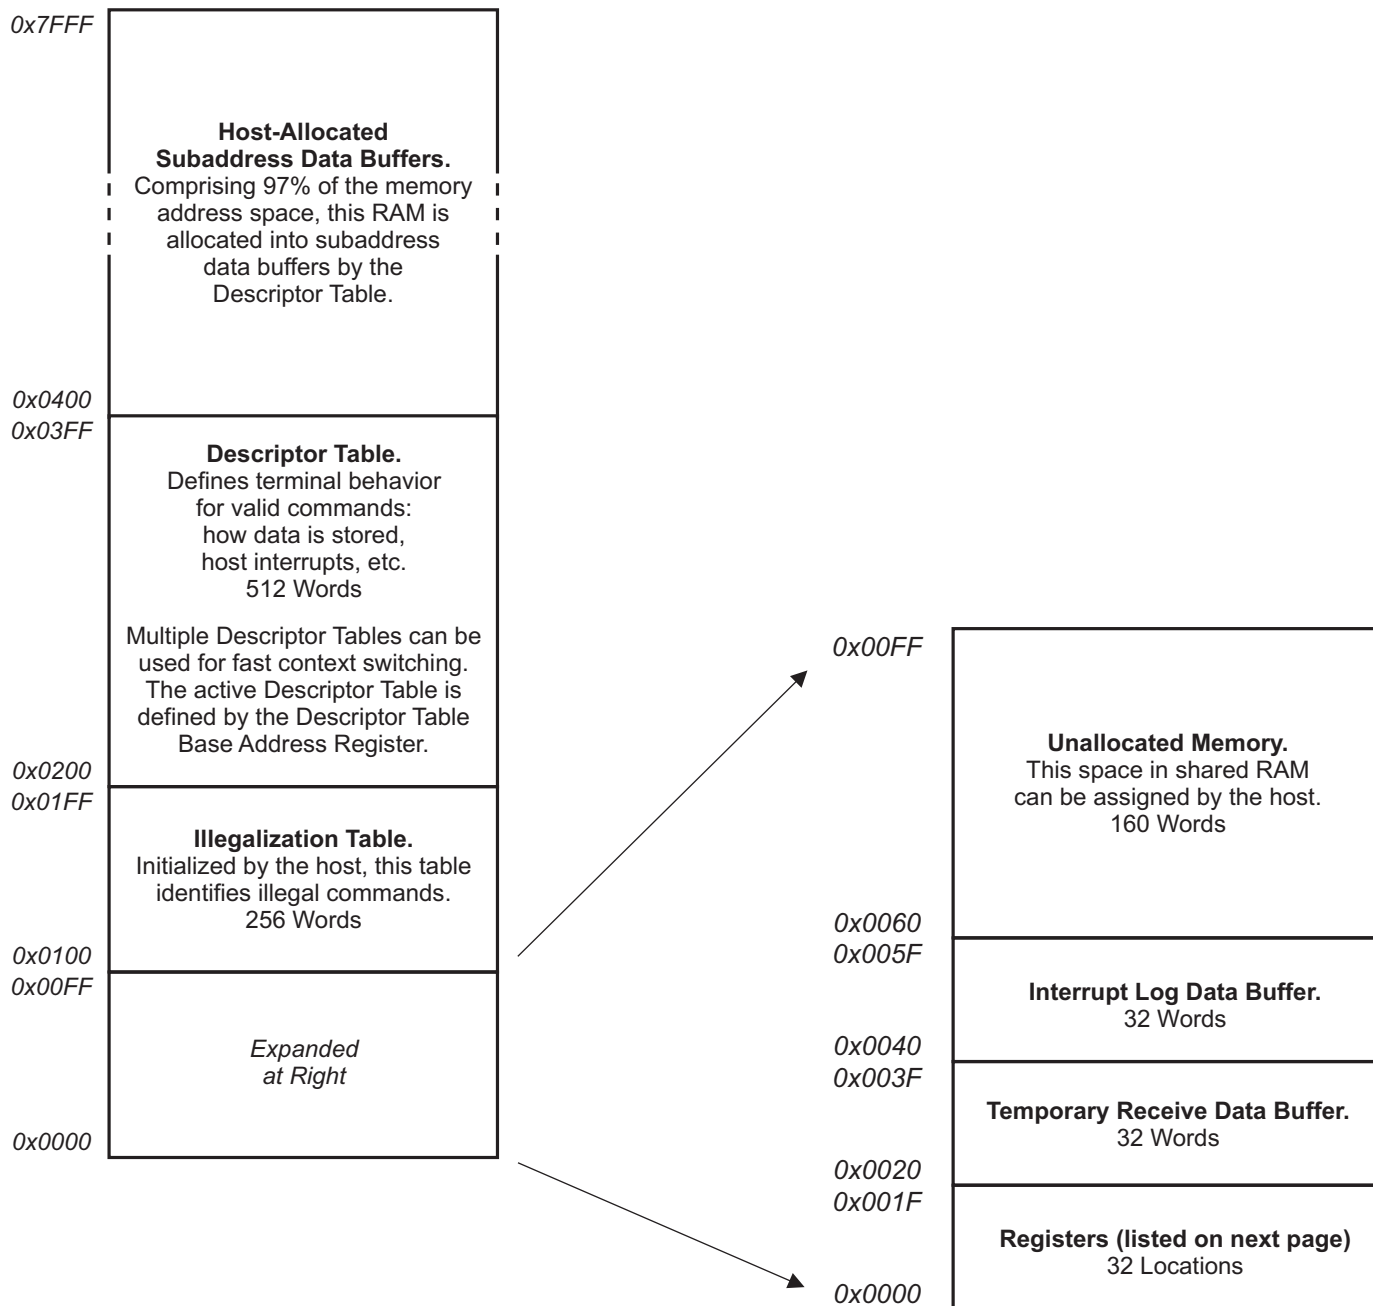 0x7FFF
Host-Allocated
Subaddress Data Buffers.
Comprising 97% of the memory
address space, this RAM is
allocated into subaddress
data buffers by the
Descriptor Table.
0x0400
0x03FF
Descriptor Table.
Defines terminal behavior
for valid commands:
how data is stored,
host interrupts, etc.
512 Words
Multiple Descriptor Tables can be
used for fast context switching.
The active Descriptor Table is
defined by the Descriptor Table
Base Address Register.
0x0200
0x01FF
Illegalization Table.
Initialized by the host, this table
identifies illegal commands.
256 Words
0x0100
0x00FF
Expanded
at Right
0x0000
0x00FF
Unallocated Memory.
This space in shared RAM
can be assigned by the host.
160 Words
0x0060
0x005F
Interrupt Log Data Buffer.
32 Words
0x0040
0x003F
Temporary Receive Data Buffer.
32 Words
0x0020
0x001F
Registers (listed on next page)
32 Locations
0x0000